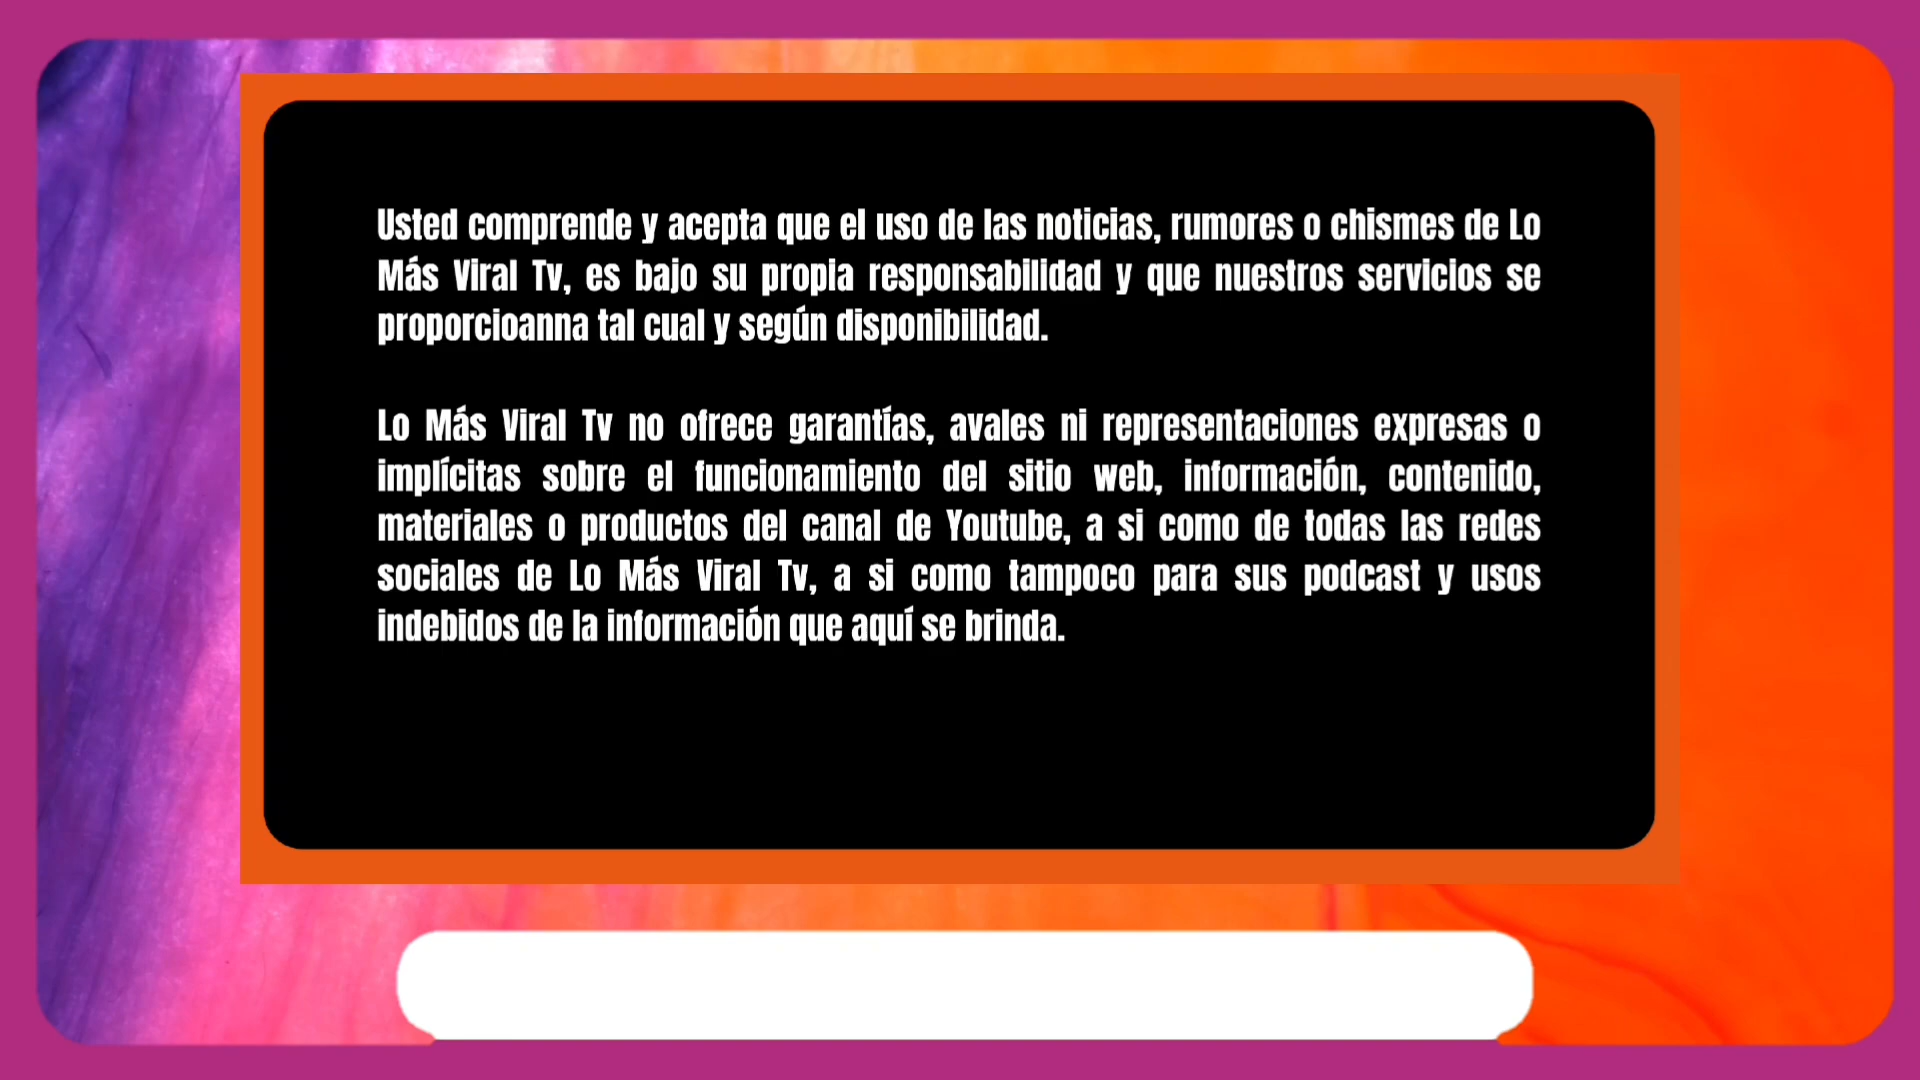 Usted comprende y acepta que el uso de las noticias, rumores o chismes de Lo
Más Viral Tv, es bajo su propia responsabilidad y que nuestros servicios se
proporcioanna tal cual y según disponibilidad.
Lo Más Viral Tv no ofrece garantías, avales ni representaciones expresas o
implícitas sobre el funcionamiento del sitio web, información, contenido,
materiales o productos del canal de Youtube, a si como de todas las redes
sociales de Lo Más Viral Tv, a si como tampoco para sus podcast y usos
indebidos de la información que aquí se brinda.